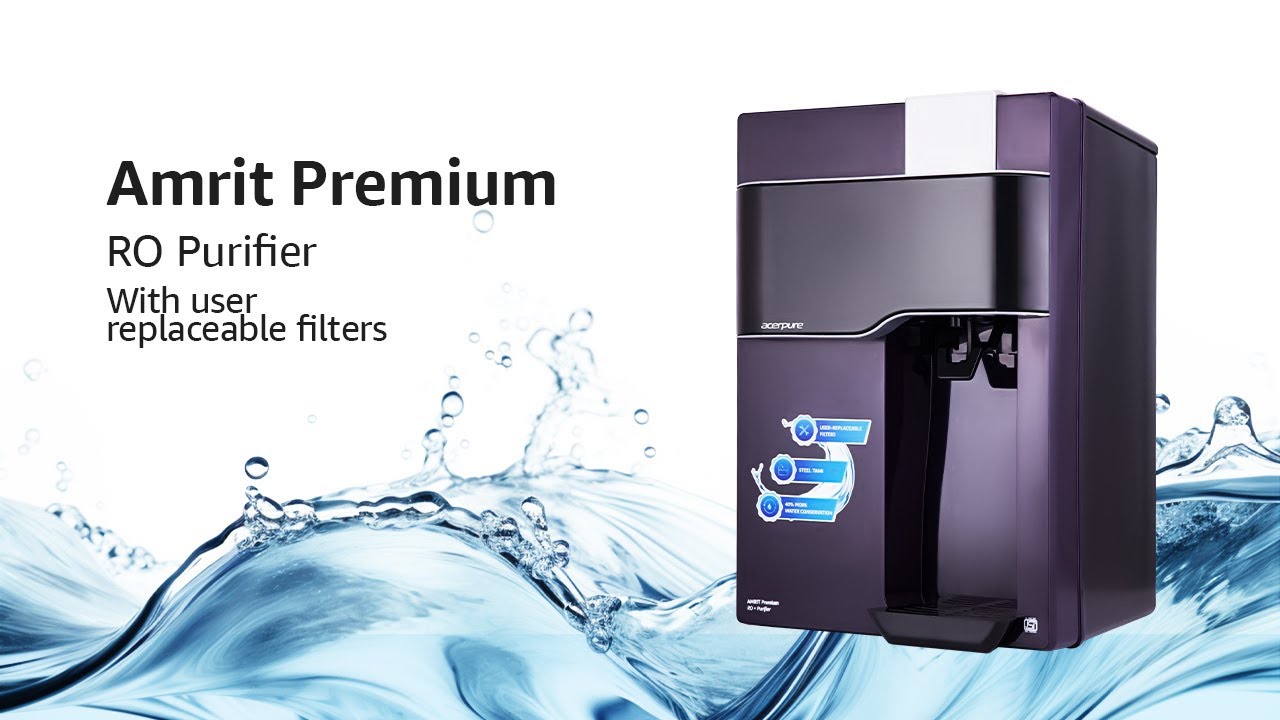 Amrit Premium
RO Purifier
With user
replaceable filters
acerpure
USER-REPLACEABLE
FILTERS
STEEL TANK
40% MORE
WATER CONSERVATION
AMRIT Premium
RO + Purifier